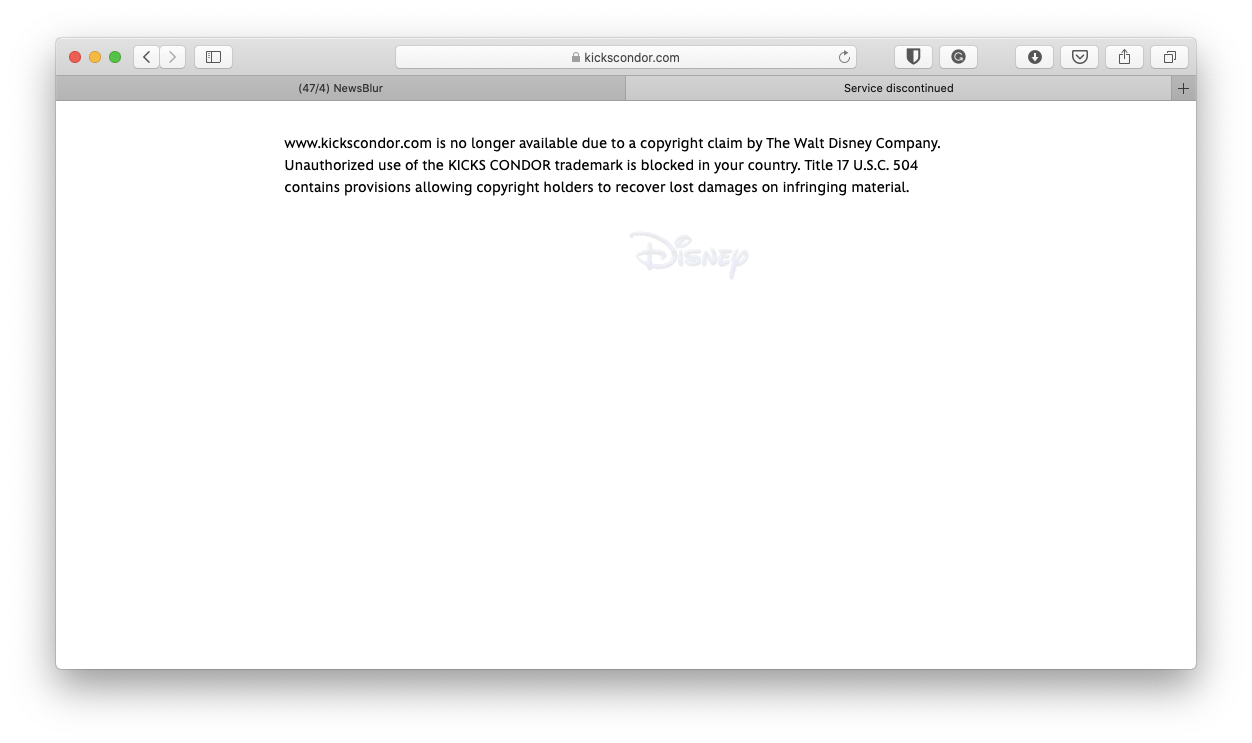 kickscondor.com
(47/4) NewsBlur
Service discontinued
www.kickscondor.com is no longer available due to a copyright claim by The Walt Disney Company.
Unauthorized use of the KICKS CONDOR trademark is blocked in your country. Title 17 U.S.C. 504
contains provisions allowing copyright holders to recover lost damages on infringing material.
Disney